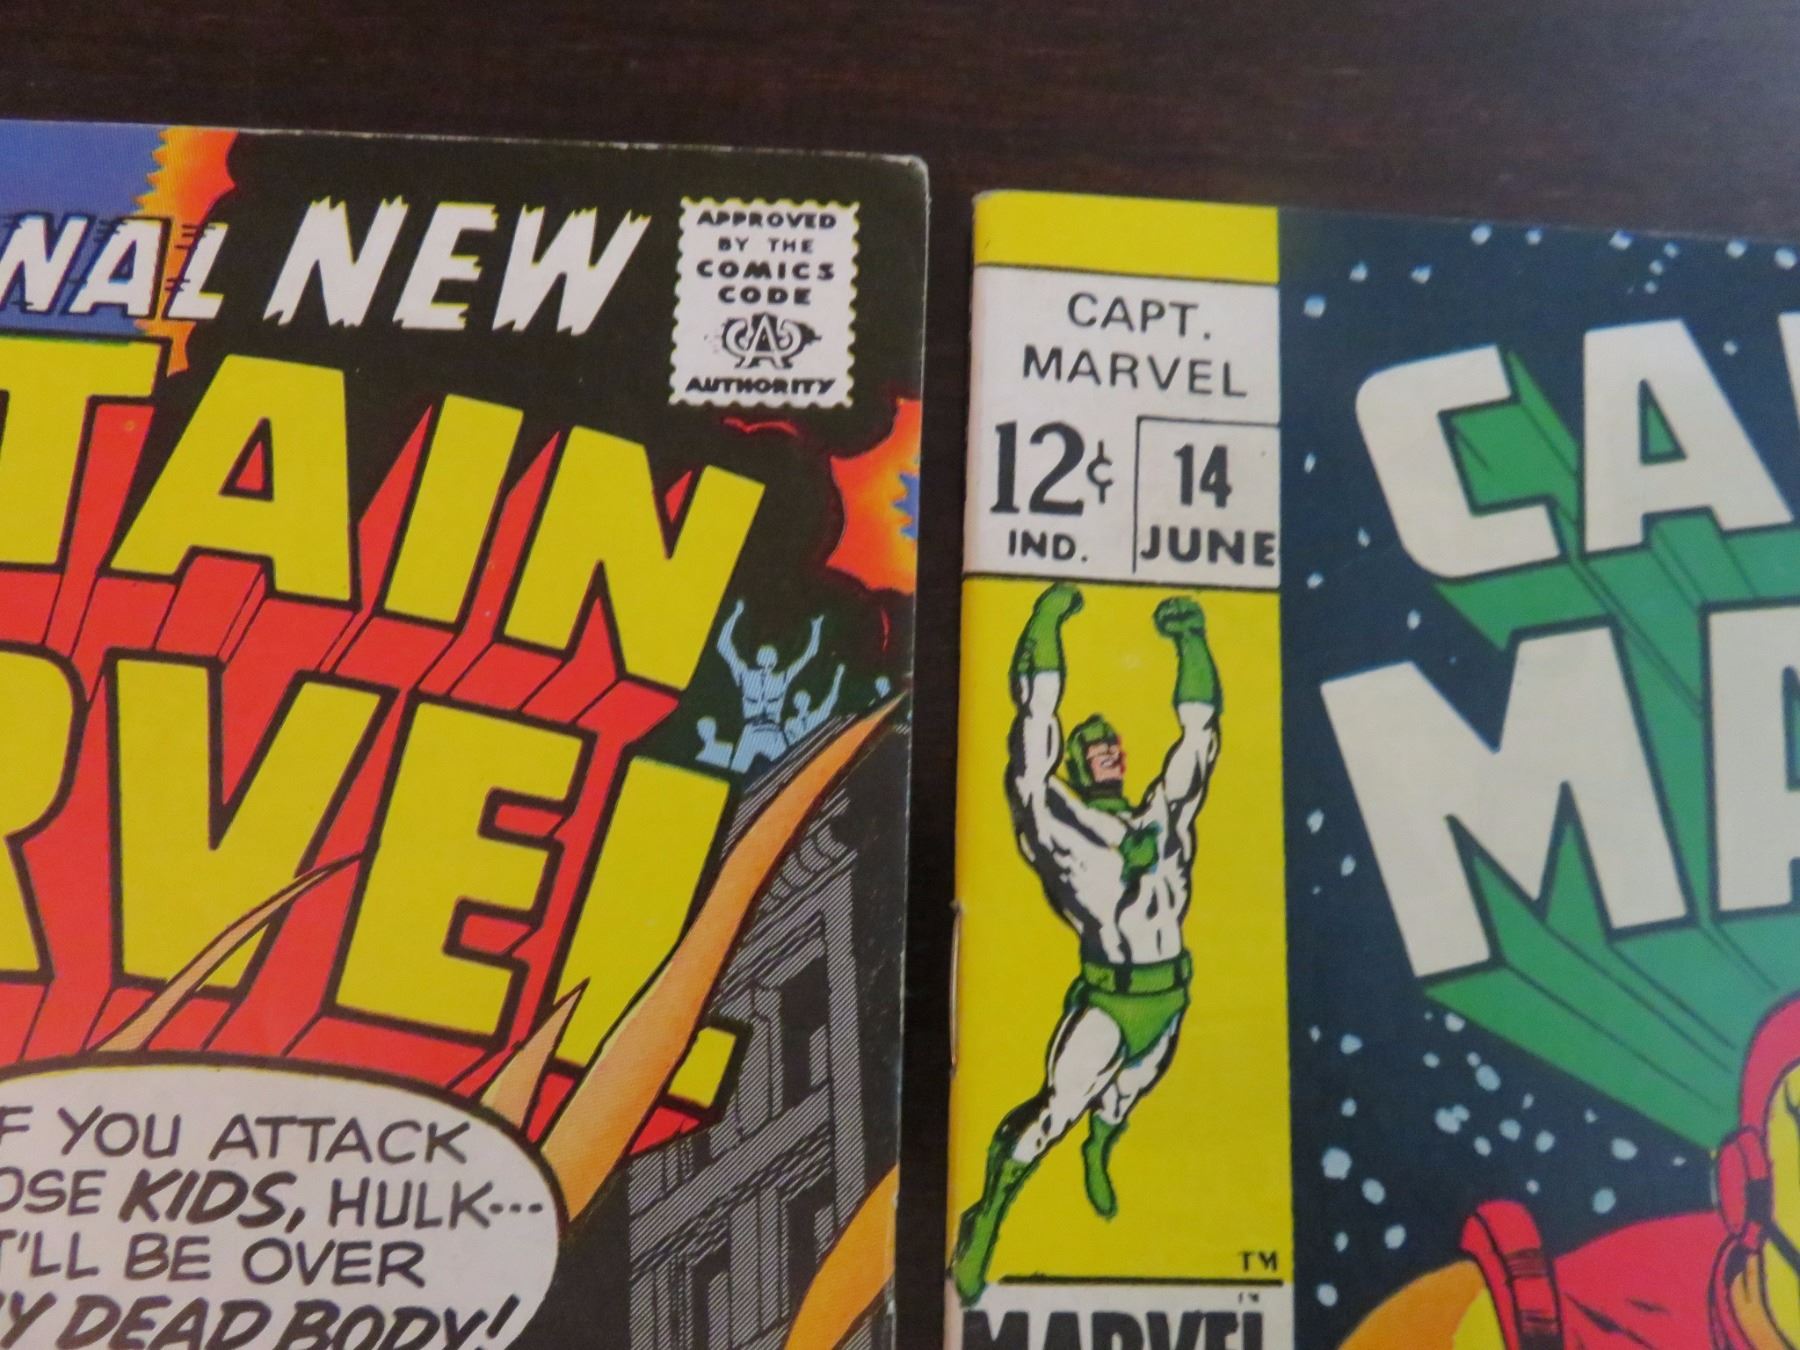 NAL NEW
APPROVED
BY THE
COMICS
CODE
A
AUTHORITY
TAIN
RVEL
F YOU ATTACK
OSE KIDS, HULK---
T'LL BE OVER
Y DEAD BODY!
CAPT.
MARVEL
12¢
IND.
14
JUNE
CA
MA
TM
MARVEL